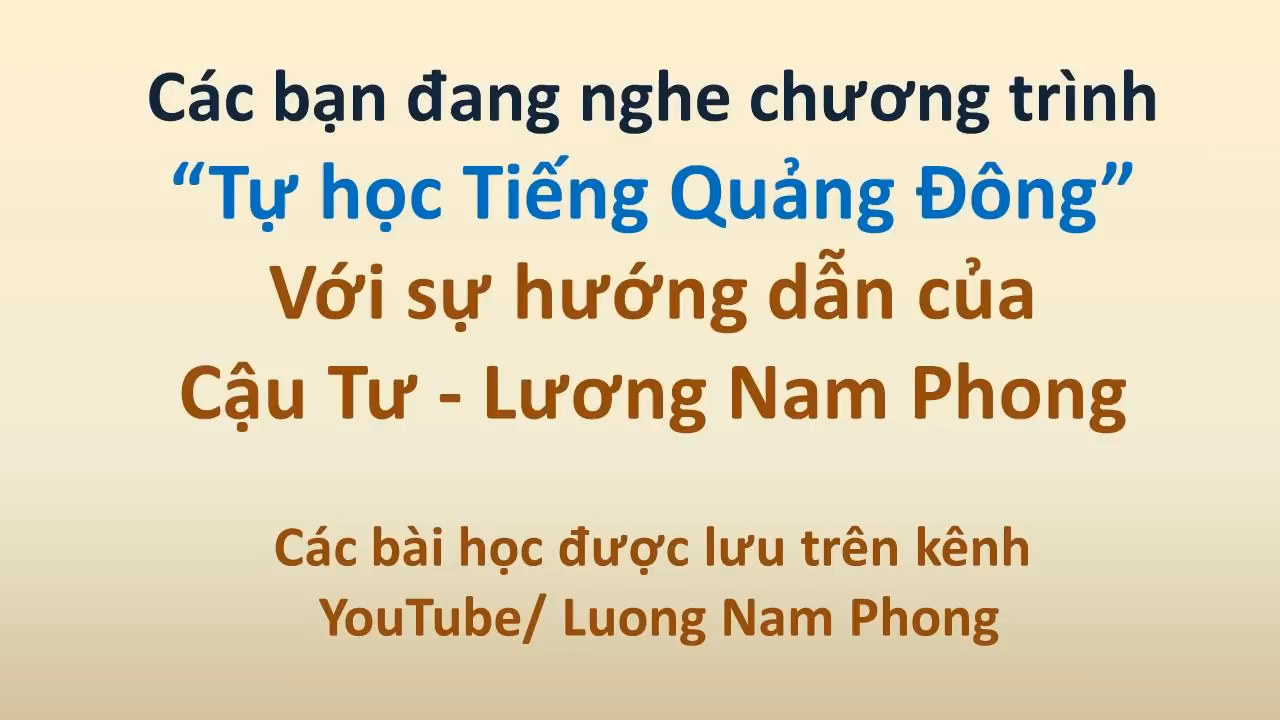 Các bạn đang nghe chương trình
“Tự học Tiếng Quảng Đông”
Với sự hướng dẫn của
Cậu Tư - Lương Nam Phong
Các bài học được lưu trên kênh
YouTube/ Luong Nam Phong